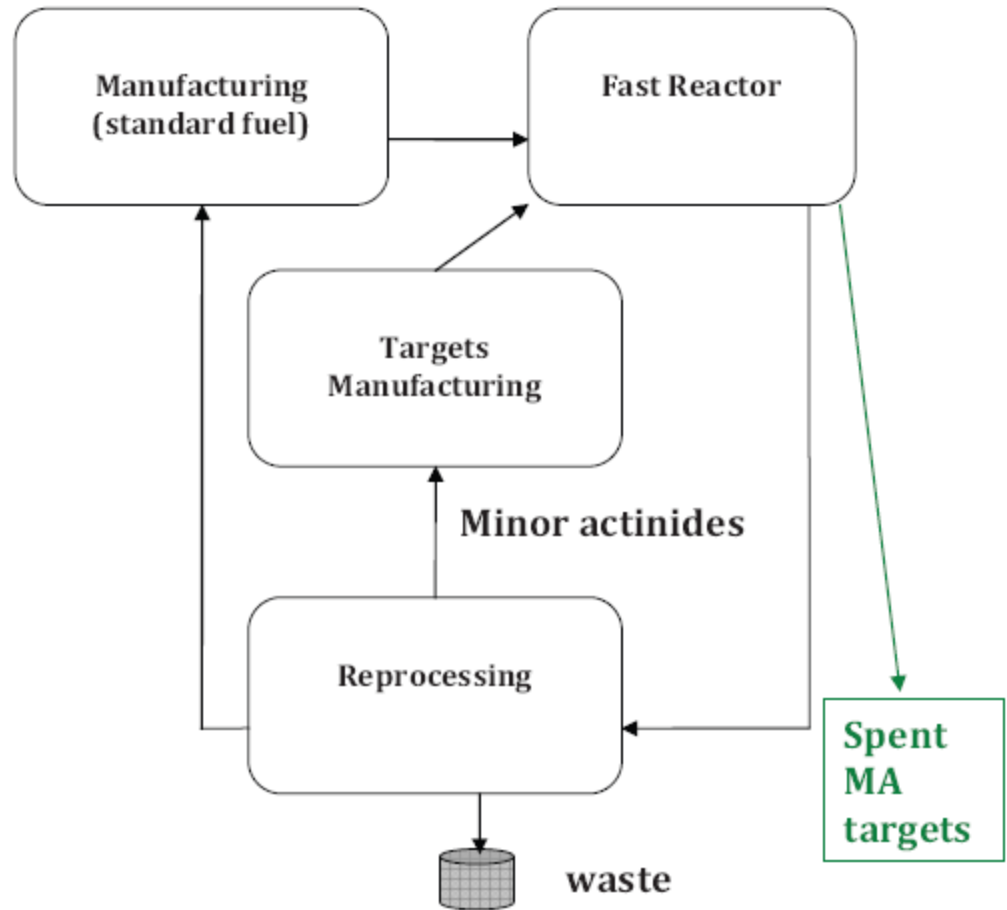 Manufacturing
(standard fuel)
Fast Reactor
Targets
Manufacturing
Minor actinides
Reprocessing
Spent
MA
targets
waste